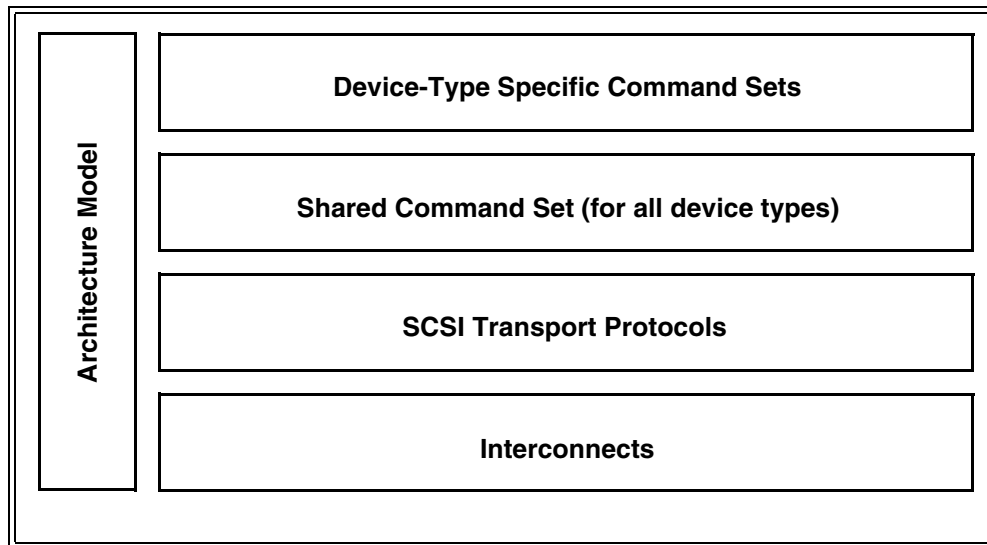 Architecture Model
Device-Type Specific Command Sets
Shared Command Set (for all device types)
SCSI Transport Protocols
Interconnects